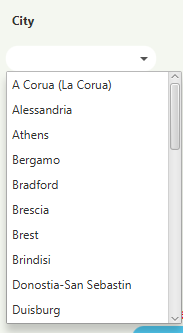 City
A Corua (La Corua)
Alessandria
Athens
Bergamo
Bradford
Brescia
Brest
Brindisi
Donostia-San Sebastin
Duisburg